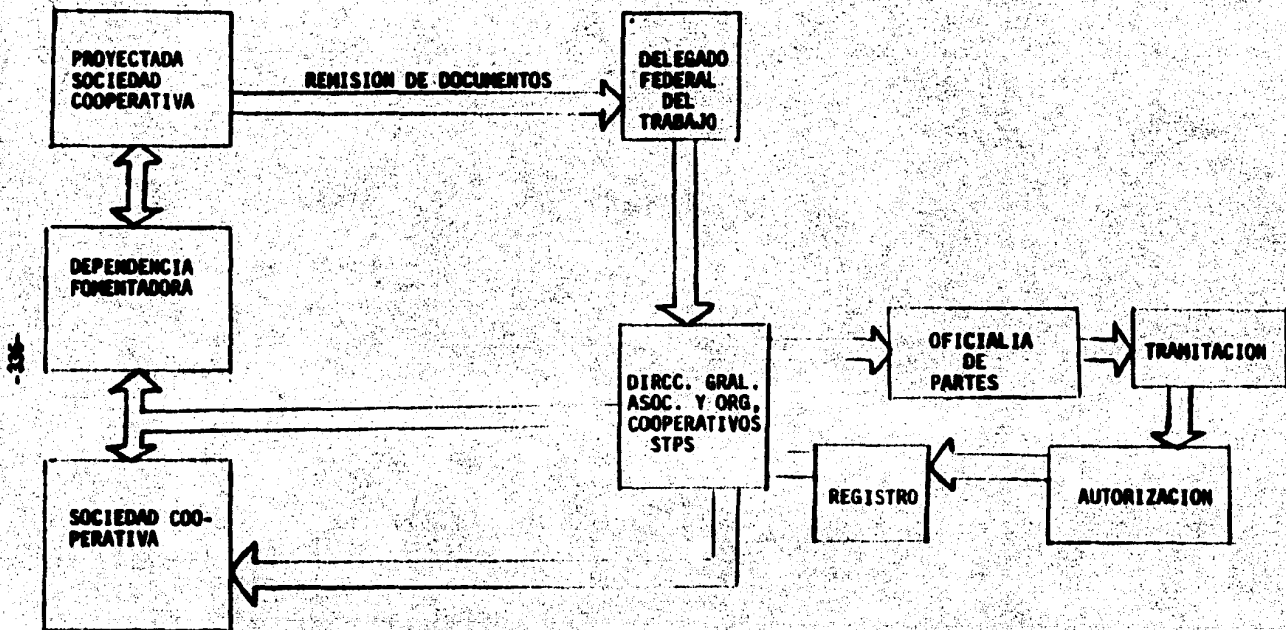 PROYECTADA
SOCIEDAD
COOPERATIVA
REMISION DE DOCUMENTOS
DELEGADO
FEDERAL
DEL
TRABAJO
DEPENDENCIA
FOMENTADORA
DIRCC. GRAL.
ASOC. Y ORG,
COOPERATIVOS
STPS
OFICIALIA
DE
PARTES
TRAMITACION
SOCIEDAD COO-
PERATIVA
REGISTRO
AUTORIZACION